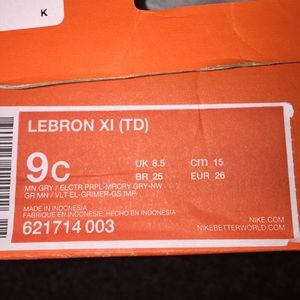 K
LEBRON XI (TD)
9C
UK 8.5 cm 15
BR 25 EUR 26
MN GRY / ELCTR PRPL-MRCRY GRY-NW
GR MN / VLT EL-GRIMER-GS IMP
MADE IN INDONESIA
FABRIQUE EN INDONESIE, HECHO EN INDONESIA
621714 003
NIKE.COM
NIKEBETTERWORLD.COM